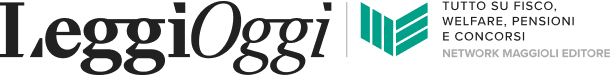 LeggiOggi
TUTTO SU FISCO,
WELFARE, PENSIONI
E CONCORSI
NETWORK MAGGIOLI EDITORE